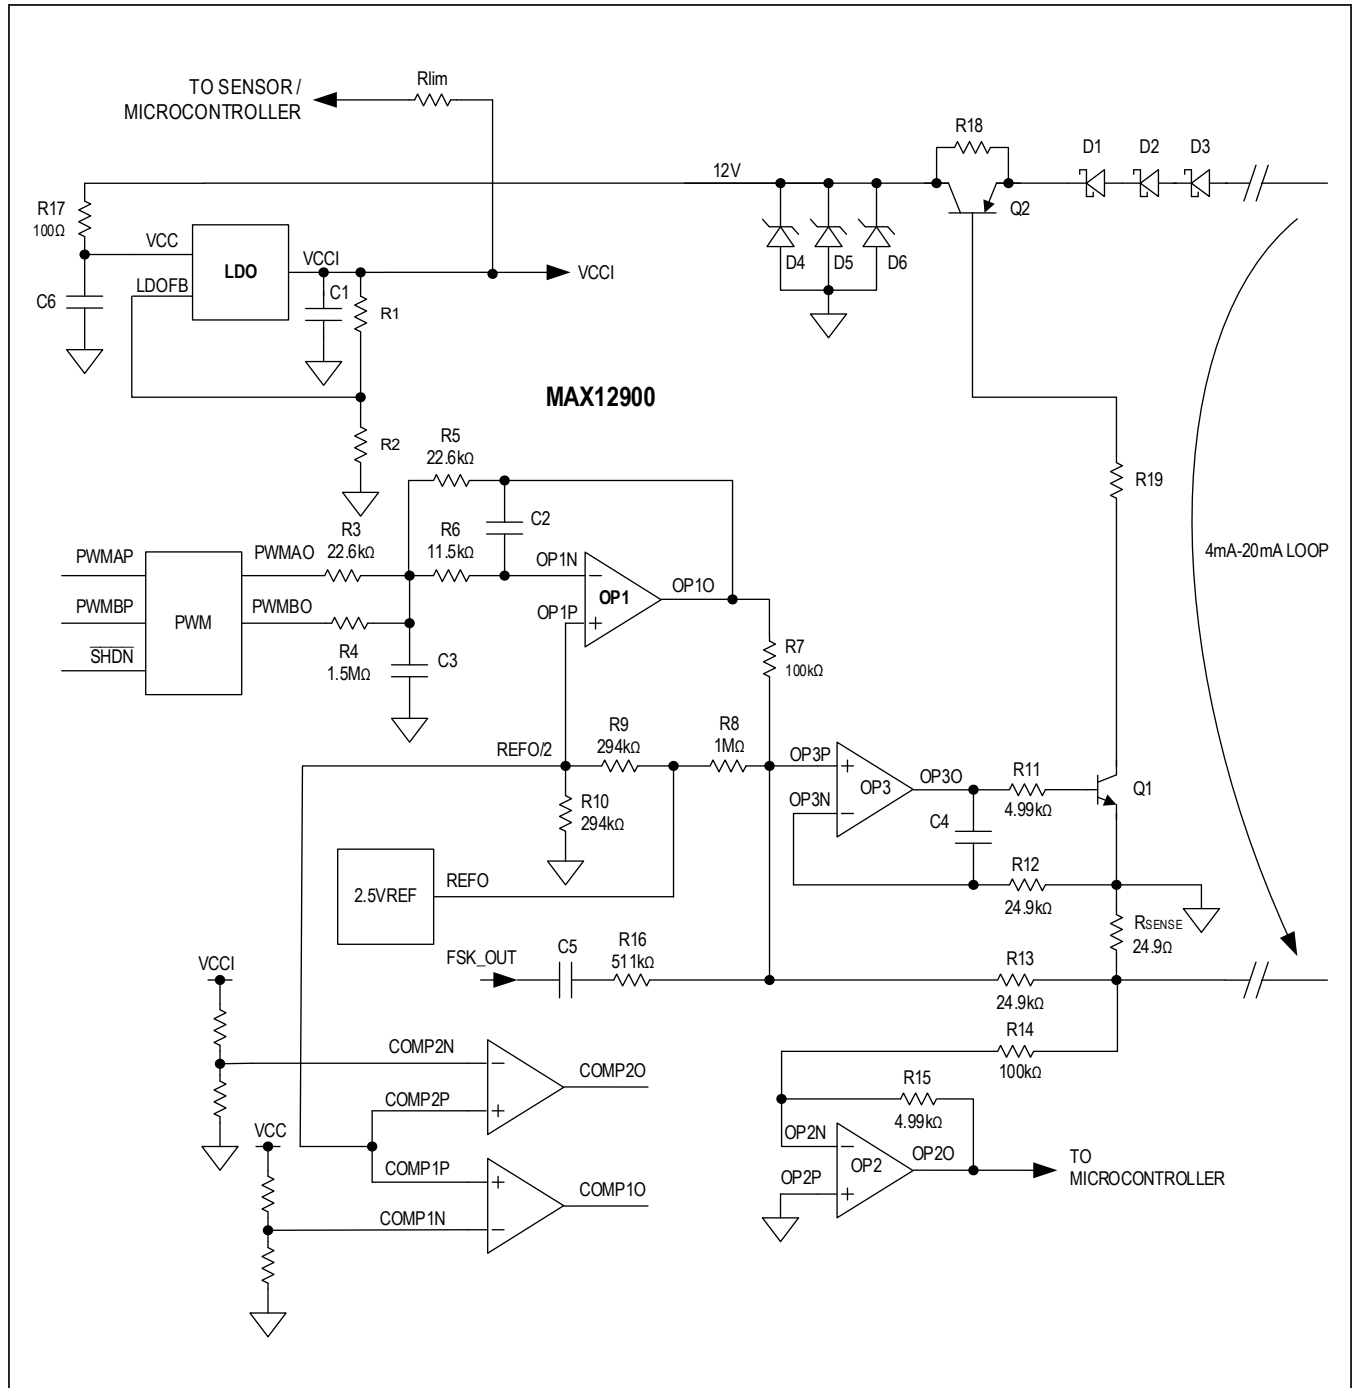 TO SENSOR /
MICROCONTROLLER
Rlim
R18
D1
D2
D3
12V
Q2
R17
100Ω
VCC
LDO
VCCI
VCCI
D4
D5
D6
LDOFB
C6
C1
R1
MAX12900
R2
R5
22.6kΩ
R19
C2
R3
22.6kΩ
R6
11.5kΩ
PWMAP
PWMAO
OP1N
4mA-20mA LOOP
OP1
OP1O
PWMBP
PWM
PWMBO
OP1P
SHDN
R4
1.5MΩ
C3
R7
100kΩ
R9
294kΩ
R8
1MΩ
REFO/2
OP3P
OP3
OP3O
R11
4.99kΩ
Q1
R10
294kΩ
OP3N
C4
2.5VREF
REFO
R12
24.9kΩ
RSENSE
24.9Ω
FSK_OUT
C5
R16
511kΩ
R13
24.9kΩ
VCCI
R14
100kΩ
COMP2N
COMP2O
R15
4.99kΩ
COMP2P
VCC
OP2N
OP2
OP2O
TO
MICROCONTROLLER
COMP1P
OP2P
COMP1O
COMP1N